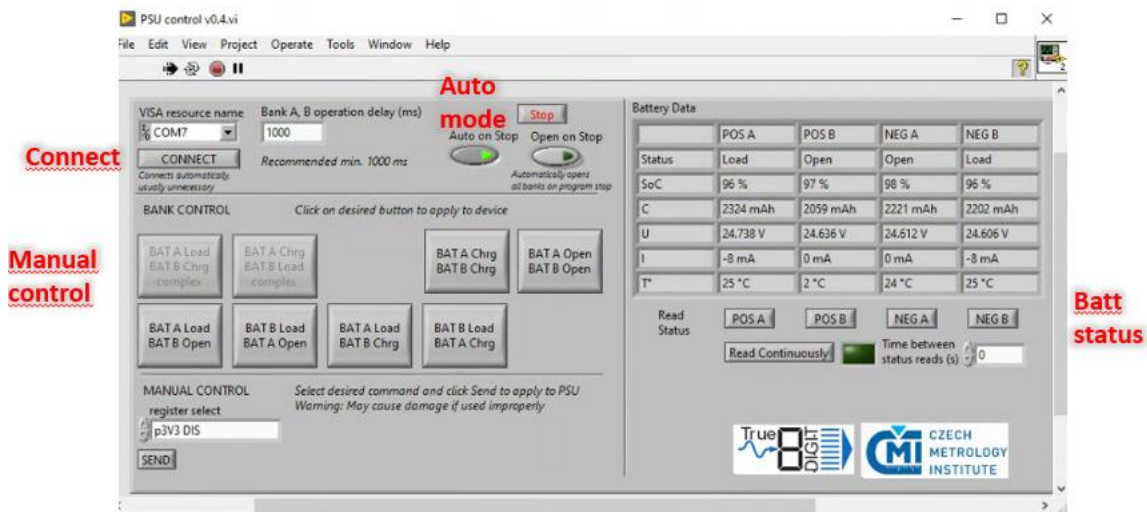 PSU control v0.4.vi
File Edit View Project Operate Tools Window Help
2
Auto
mode
Connect
Manual
control
Batt
status
VISA resource name
COM7
CONNECT
Connects automatically,
usually unnecessary
Bank A, B operation delay (ms)
1000
Recommended min. 1000 ms
Stop
Auto on Stop Open on Stop
Automatically opens
all banks on program stop
BANK CONTROL Click on desired button to apply to device
BAT A Load
BAT B Chrg
complex
BAT A Chrg
BAT B Load
complex
BAT A Chrg
BAT B Chrg
BAT A Open
BAT B Open
BAT A Load
BAT B Open
BAT B Load
BAT A Open
BAT A Load
BAT B Chrg
BAT B Load
BAT A Chrg
MANUAL CONTROL Select desired command and click Send to apply to PSU
Warning: May cause damage if used improperly
register select
p3V3 DIS
SEND
Battery Data
POS A POS B NEG A NEG B
Status Load Open Open Load
SoC 96 % 97 % 98 % 96 %
C 2324 mAh 2059 mAh 2221 mAh 2202 mAh
U 24.738 V 24.636 V 24.612 V 24.606 V
I -8 mA 0 mA 0 mA -8 mA
T° 25 °C 2 °C 24 °C 25 °C
Read
Status
POS A POS B NEG A NEG B
Read Continuously
Time between
status reads (s)
0
True 8 DIGIT
CMI
CZECH
METROLOGY
INSTITUTE